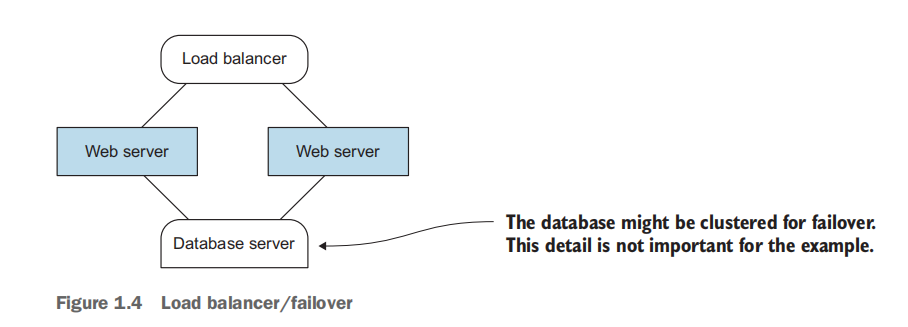 Load balancer
Web server
Web server
Database server
The database might be clustered for failover.
This detail is not important for the example.
Figure 1.4 Load balancer/failover